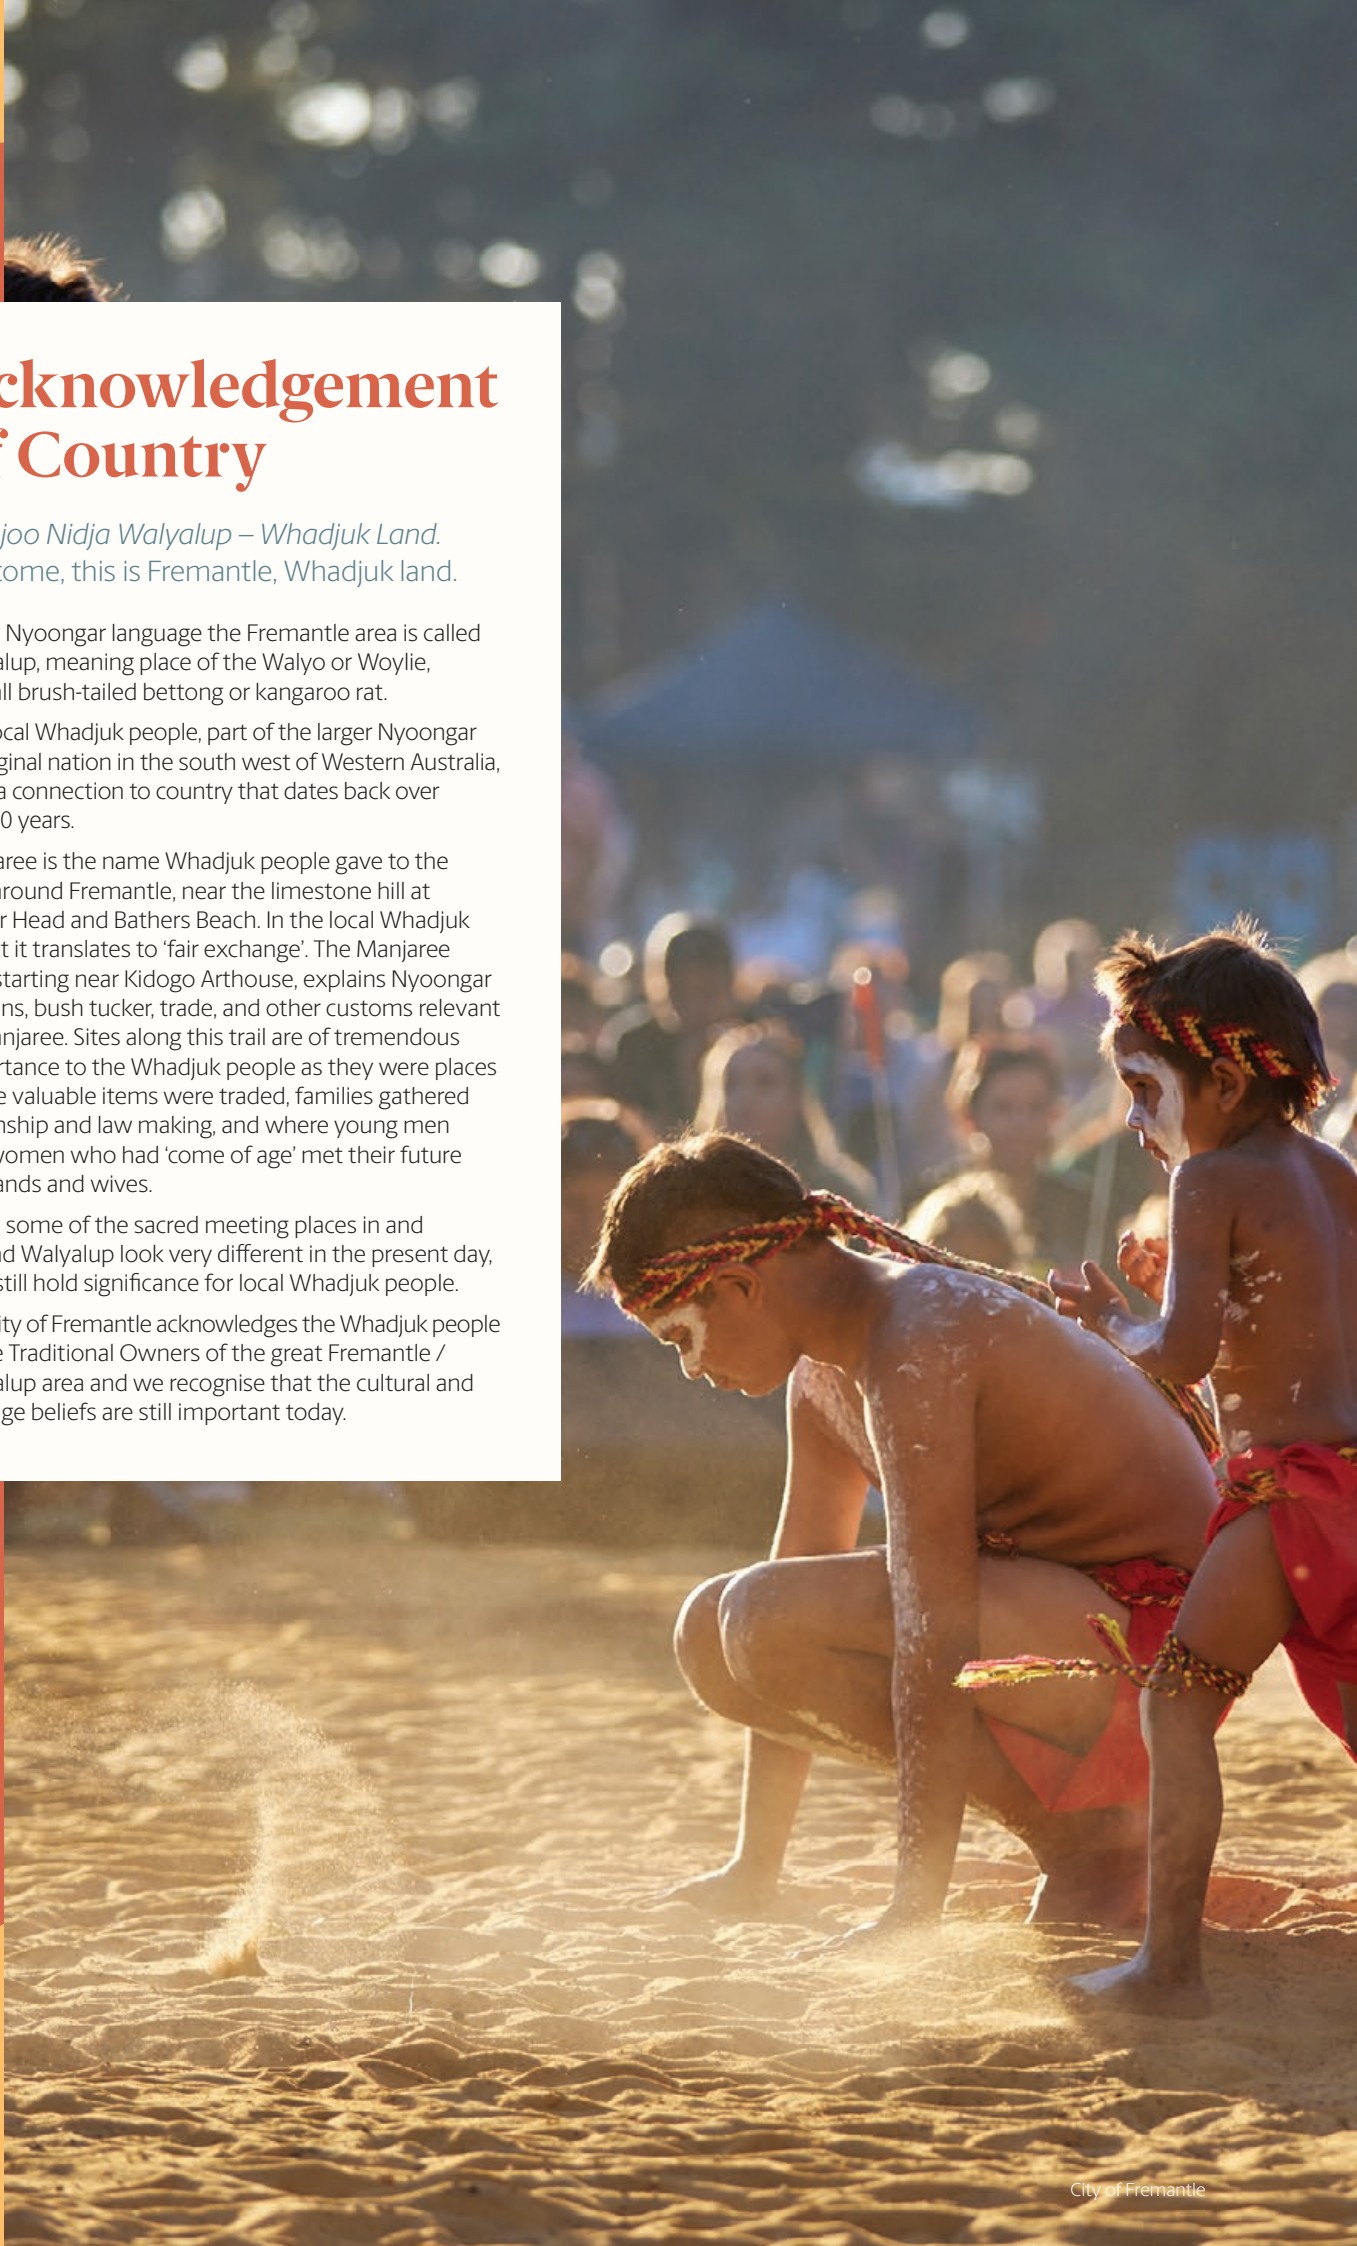 cknowledgement
f Country
joo Nidja Walyalup – Whadjuk Land.
come, this is Fremantle, Whadjuk land.
Nyoongar language the Fremantle area is called
alup, meaning place of the Walyo or Woylie,
ll brush-tailed bettong or kangaroo rat.
ocal Whadjuk people, part of the larger Nyoongar
ginal nation in the south west of Western Australia,
a connection to country that dates back over
0 years.
aree is the name Whadjuk people gave to the
around Fremantle, near the limestone hill at
r Head and Bathers Beach. In the local Whadjuk
t it translates to ‘fair exchange’. The Manjaree
starting near Kidogo Arthouse, explains Nyoongar
ns, bush tucker, trade, and other customs relevant
anjaree. Sites along this trail are of tremendous
rtance to the Whadjuk people as they were places
e valuable items were traded, families gathered
nship and law making, and where young men
women who had ‘come of age’ met their future
ands and wives.
some of the sacred meeting places in and
nd Walyalup look very different in the present day,
still hold significance for local Whadjuk people.
ity of Fremantle acknowledges the Whadjuk people
e Traditional Owners of the great Fremantle /
alup area and we recognise that the cultural and
ge beliefs are still important today.
City of Fremantle